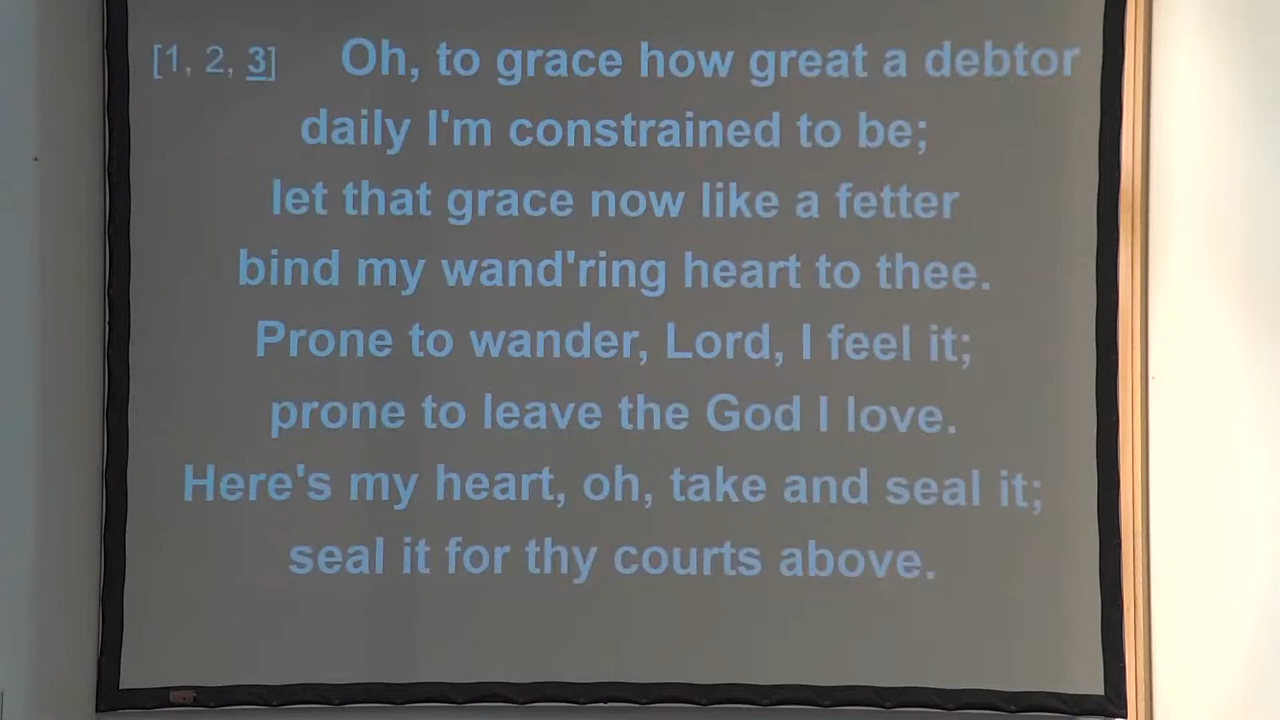 [1, 2, 3] Oh, to grace how great a debtor
daily I'm constrained to be;
let that grace now like a fetter
bind my wand'ring heart to thee.
Prone to wander, Lord, I feel it;
prone to leave the God I love.
Here's my heart, oh, take and seal it;
seal it for thy courts above.